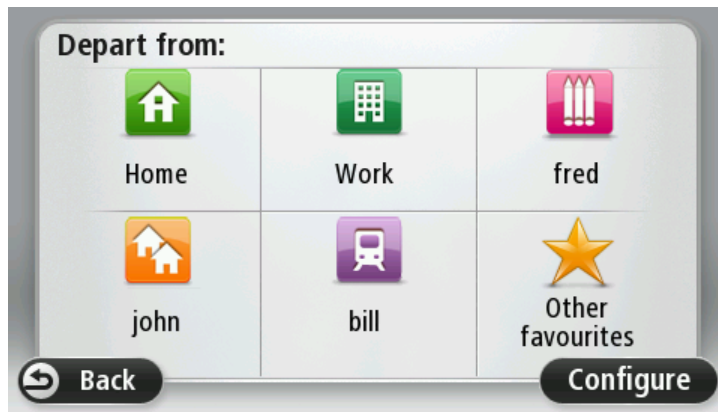 Depart from:
Home
Work
fred
john
bill
Other
favourites
Back
Configure